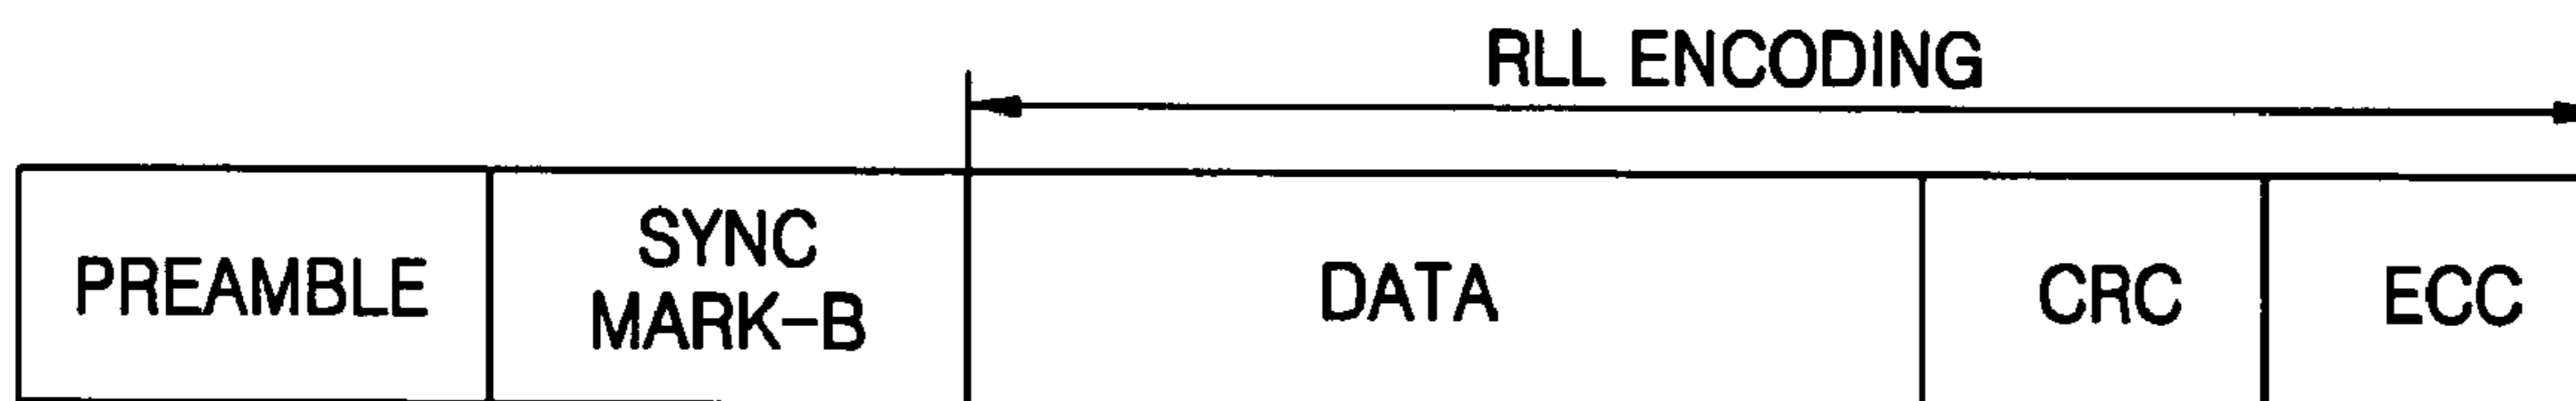 RLL ENCODING
PREAMBLE
SYNC
MARK-B
DATA
CRC
ECC